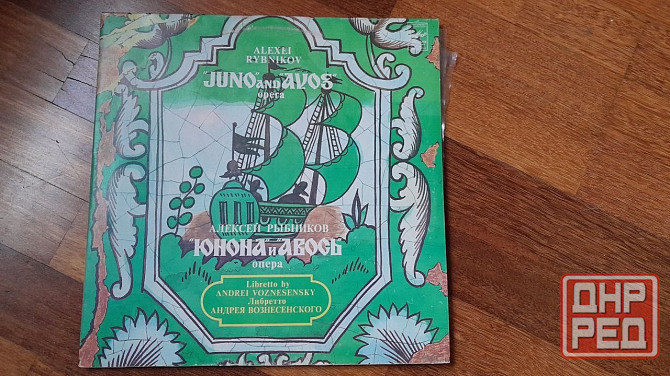 ALEXEI
RYBNIKOV
"JUNO" AND "AVOS"
opera
АЛЕКСЕЙ РЫБНИКОВ
"ЮНОНА" И "АВОСЬ"
опера
Libretto by
ANDREI VOZNESENSKY
Либретто
АНДРЕЯ ВОЗНЕСЕНСКОГО
ДНР
РЕД